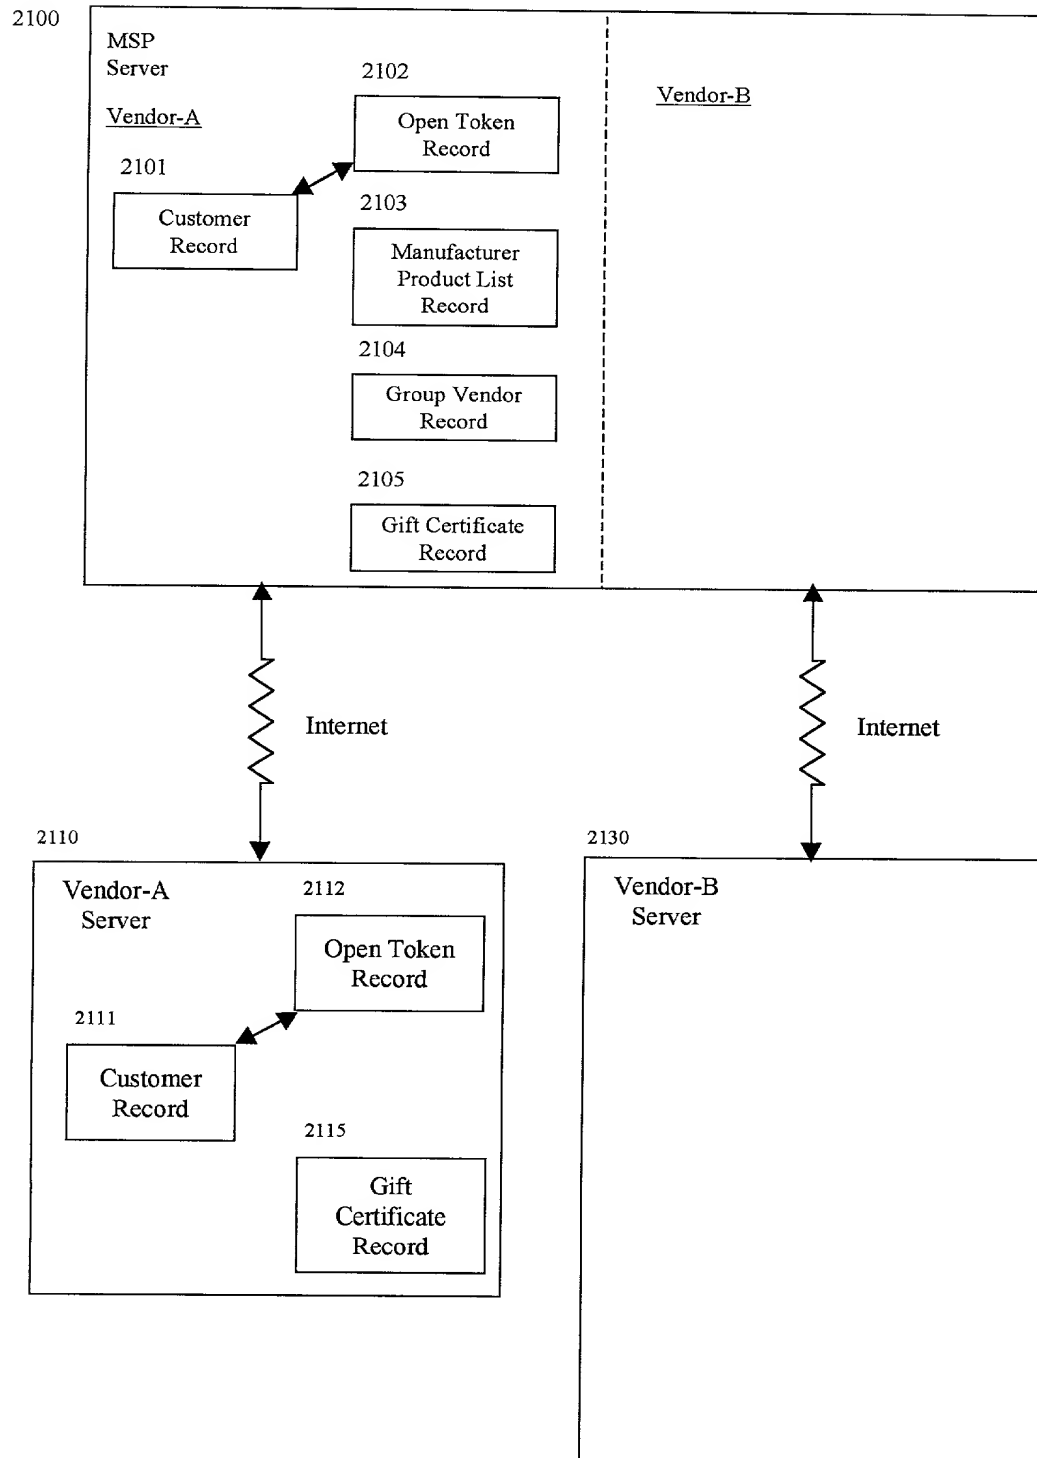 2100
MSP
Server
Vendor-A
2101
Customer
Record
2102
Open Token
Record
2103
Manufacturer
Product List
Record
2104
Group Vendor
Record
2105
Gift Certificate
Record
Vendor-B
Internet
Internet
2110
Vendor-A
Server
2112
Open Token
Record
2111
Customer
Record
2115
Gift
Certificate
Record
2130
Vendor-B
Server